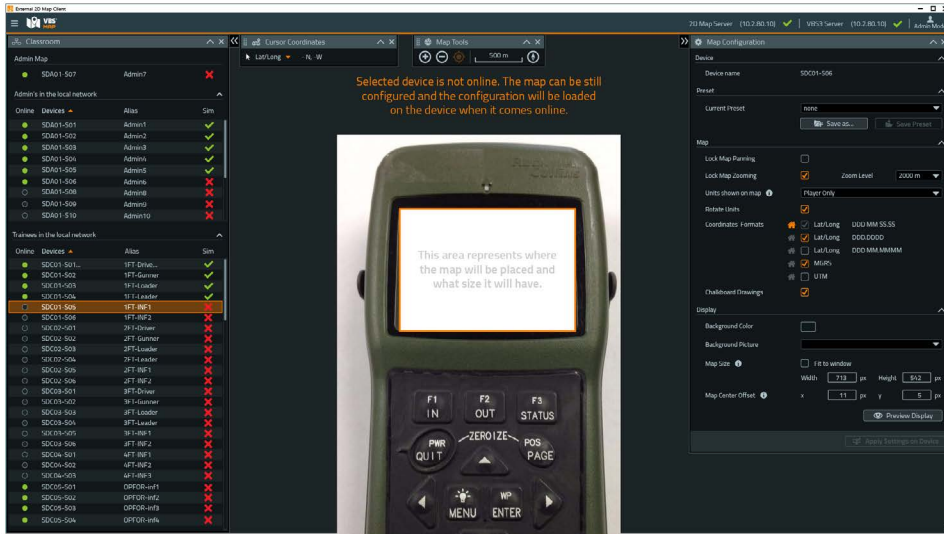 External 2D Map Client
VBS MAP
2D Map Server (10.2.80.10) VBS3 Server (10.2.80.10) Admin Mode
Classroom
Admin Map
SDA01-S07 Admin7
Admin's in the local network
Online Devices Alias Sim
SDA01-S01 Admin1
SDA01-S02 Admin2
SDA01-S03 Admin3
SDA01-S04 Admin4
SDA01-S05 Admin5
SDA01-S06 Admin6
SDA01-S08 Admin8
SDA01-S09 Admin9
SDA01-S10 Admin10
Trainees in the local network
Online Devices Alias Sim
SDC01-S01... 1FT-Drive...
SDC01-S02 1FT-Gunner
SDC01-S03 1FT-Loader
SDC01-S04 1FT-Leader
SDC01-S05 1FT-INF1
SDC01-S06 1FT-INF2
SDC02-S01 2FT-Driver
SDC02-S02 2FT-Gunner
SDC02-S03 2FT-Loader
SDC02-S04 2FT-Leader
SDC02-S05 2FT-INF1
SDC02-S06 2FT-INF2
SDC03-S01 3FT-Driver
SDC03-S02 3FT-Gunner
SDC03-S03 3FT-Loader
SDC03-S04 3FT-Leader
SDC03-S05 3FT-INF1
SDC03-S06 3FT-INF2
SDC04-S01 4FT-INF1
SDC04-S02 4FT-INF2
SDC04-S03 4FT-INF3
SDC05-S01 OPFOR-inf1
SDC05-S02 OPFOR-inf2
SDC05-S03 OPFOR-inf3
SDC05-S04 OPFOR-inf4
Cursor Coordinates
Lat/Long - N, -W
Map Tools
500 m
Selected device is not online. The map can be still
configured and the configuration will be loaded
on the device when it comes online.
This area represents where
the map will be placed and
what size it will have.
F1 F2 F3
IN OUT STATUS
PWR ZEROIZE POS
QUIT PAGE
WP
MENU ENTER
Map Configuration
Device
Device name SDC01-S06
Preset
Current Preset none
Save as... Save Preset
Map
Lock Map Panning
Lock Map Zooming Zoom Level 2000 m
Units shown on map Player Only
Rotate Units
Coordinates Formats Lat/Long DDD MM SS.SS
Lat/Long DDD.DDDD
Lat/Long DDD MM.MMMM
MGRS
UTM
Chalkboard Drawings
Display
Background Color
Background Picture
Map Size Fit to window
Width 713 px Height 542 px
Map Center Offset x 11 px y 5 px
Preview Display
Apply Settings on Device